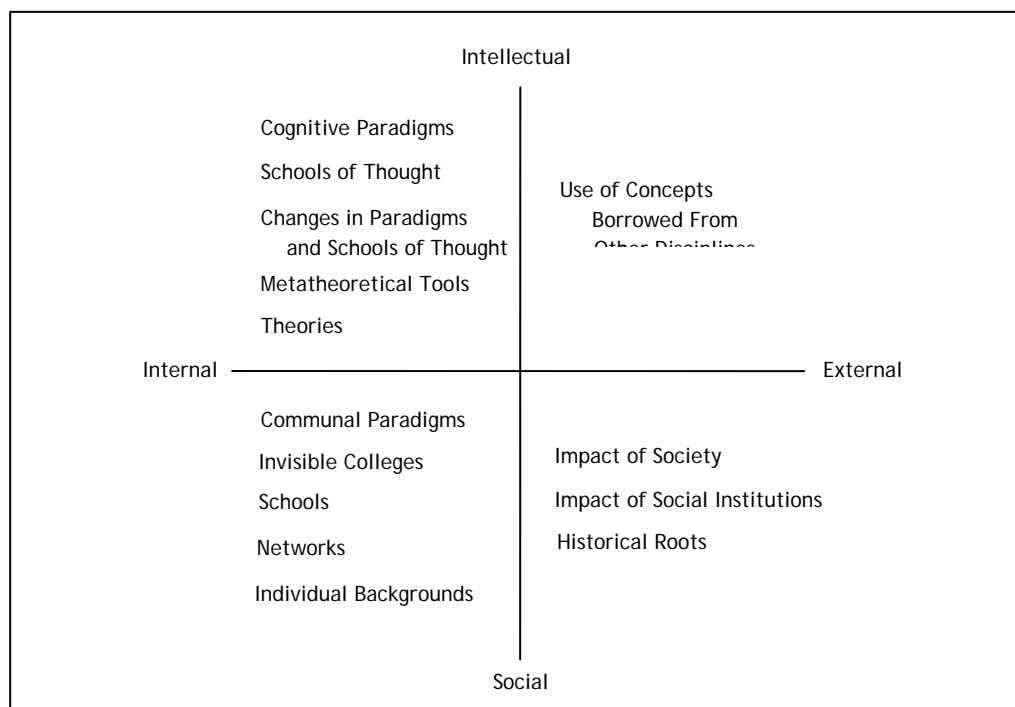 Intellectual
Cognitive Paradigms
Schools of Thought
Changes in Paradigms
and Schools of Thought
Metatheoretical Tools
Theories
Use of Concepts
Borrowed From
Other Disciplines
Internal
External
Communal Paradigms
Invisible Colleges
Schools
Networks
Individual Backgrounds
Impact of Society
Impact of Social Institutions
Historical Roots
Social